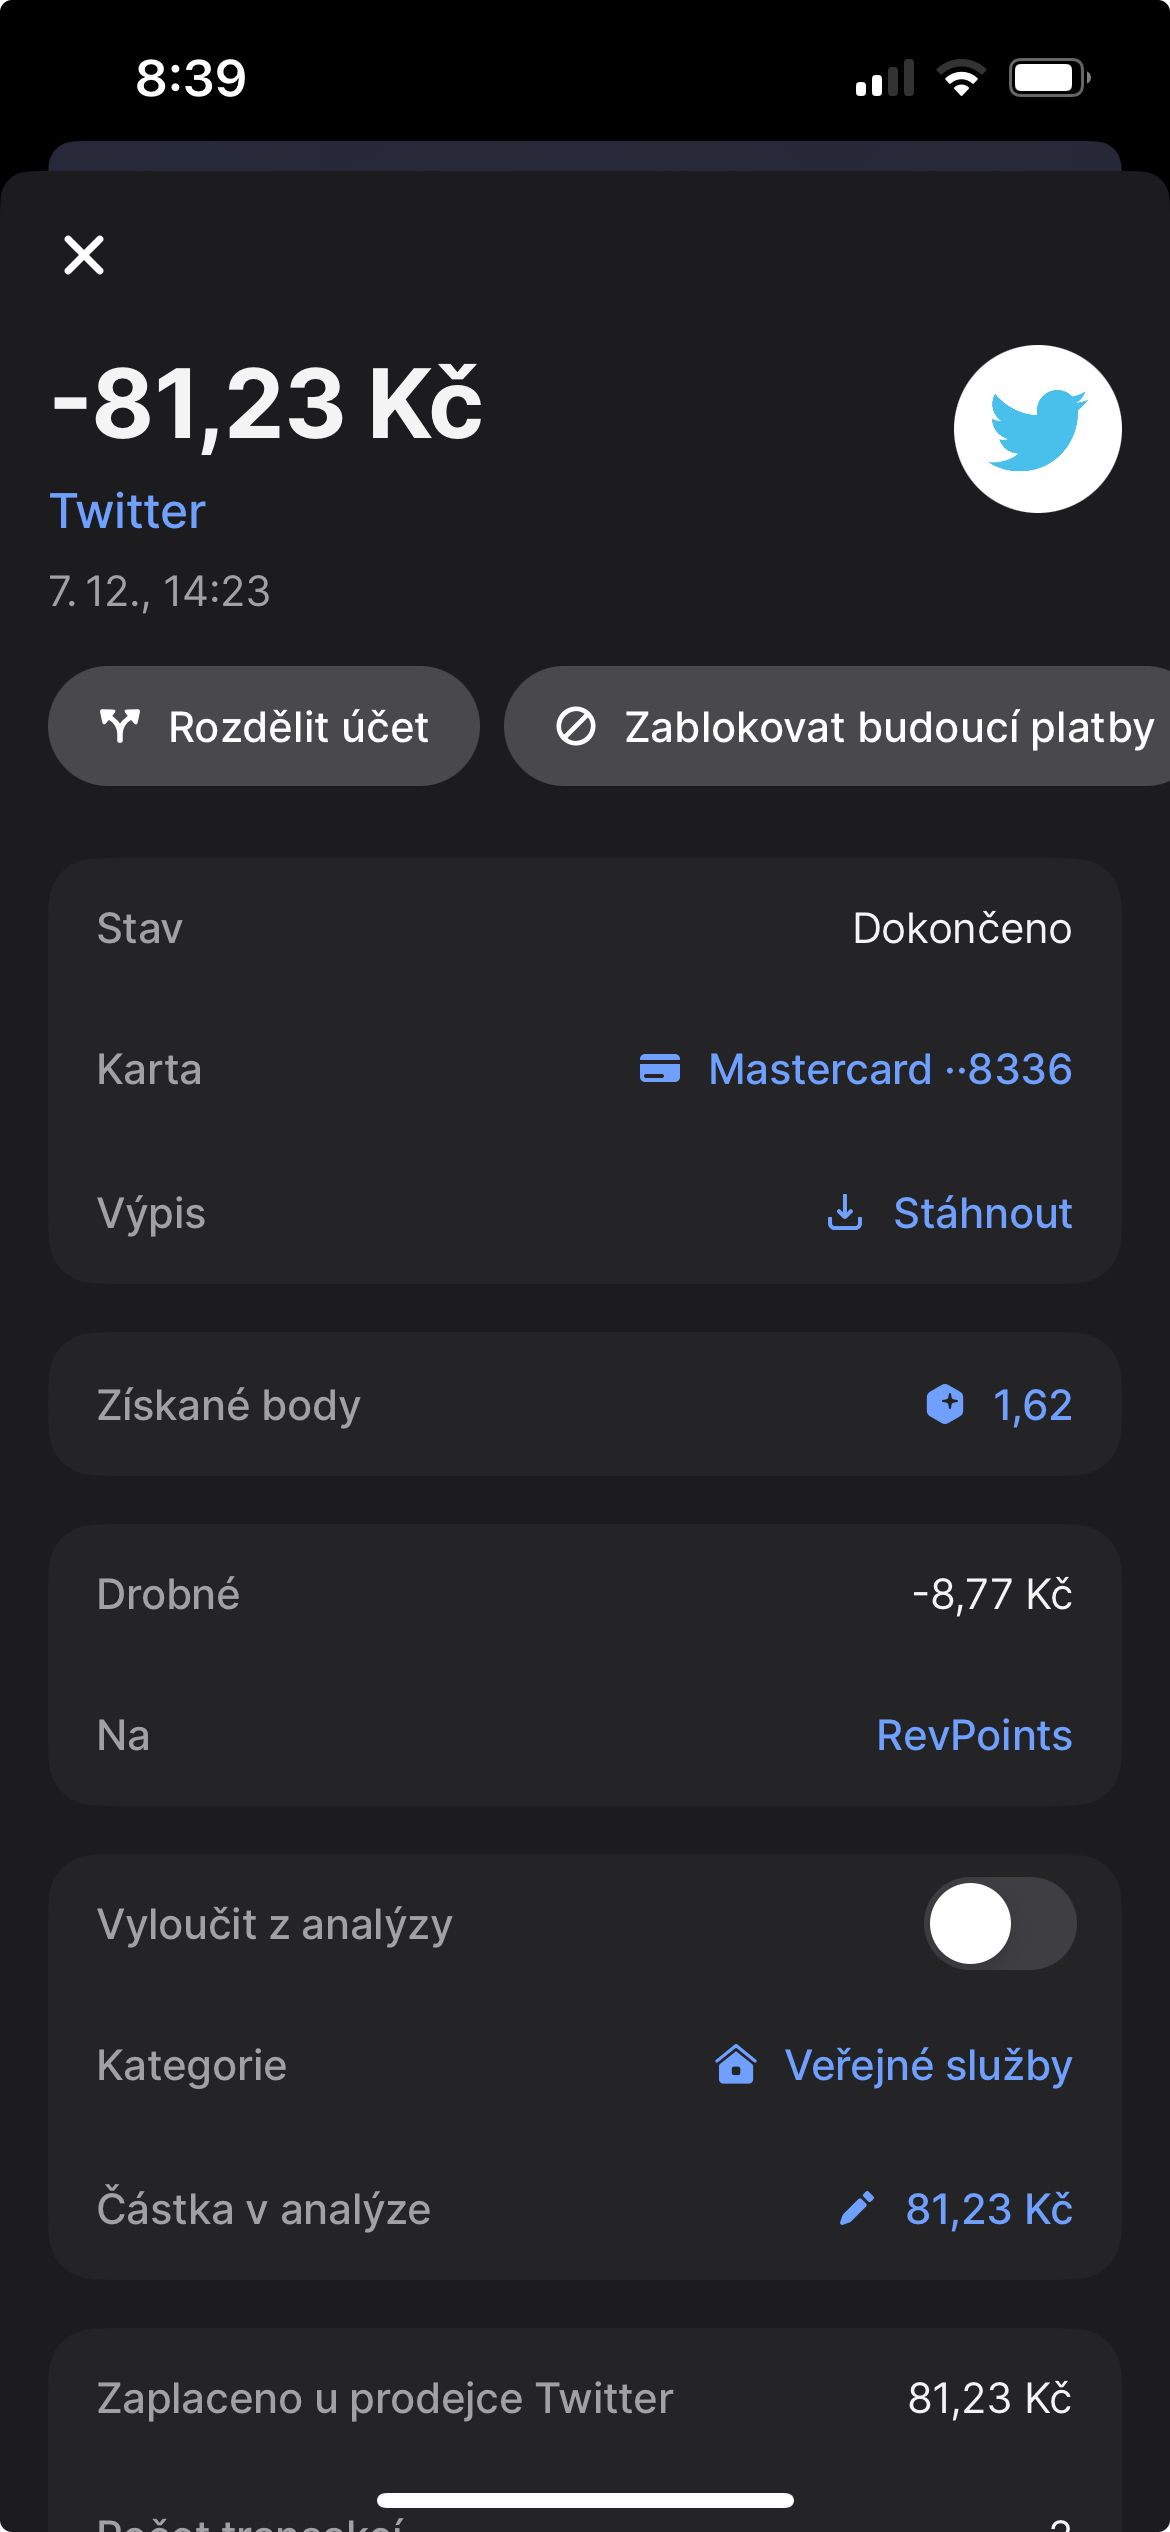 8:39
-81,23 Kč
Twitter
7. 12., 14:23
Rozdělit účet
Zablokovat budoucí platby
Stav Dokončeno
Karta Mastercard ··8336
Výpis Stáhnout
Získané body 1,62
Drobné -8,77 Kč
Na RevPoints
Vyloučit z analýzy
Kategorie Veřejné služby
Částka v analýze 81,23 Kč
Zaplaceno u prodejce Twitter 81,23 Kč
Počet transakcí